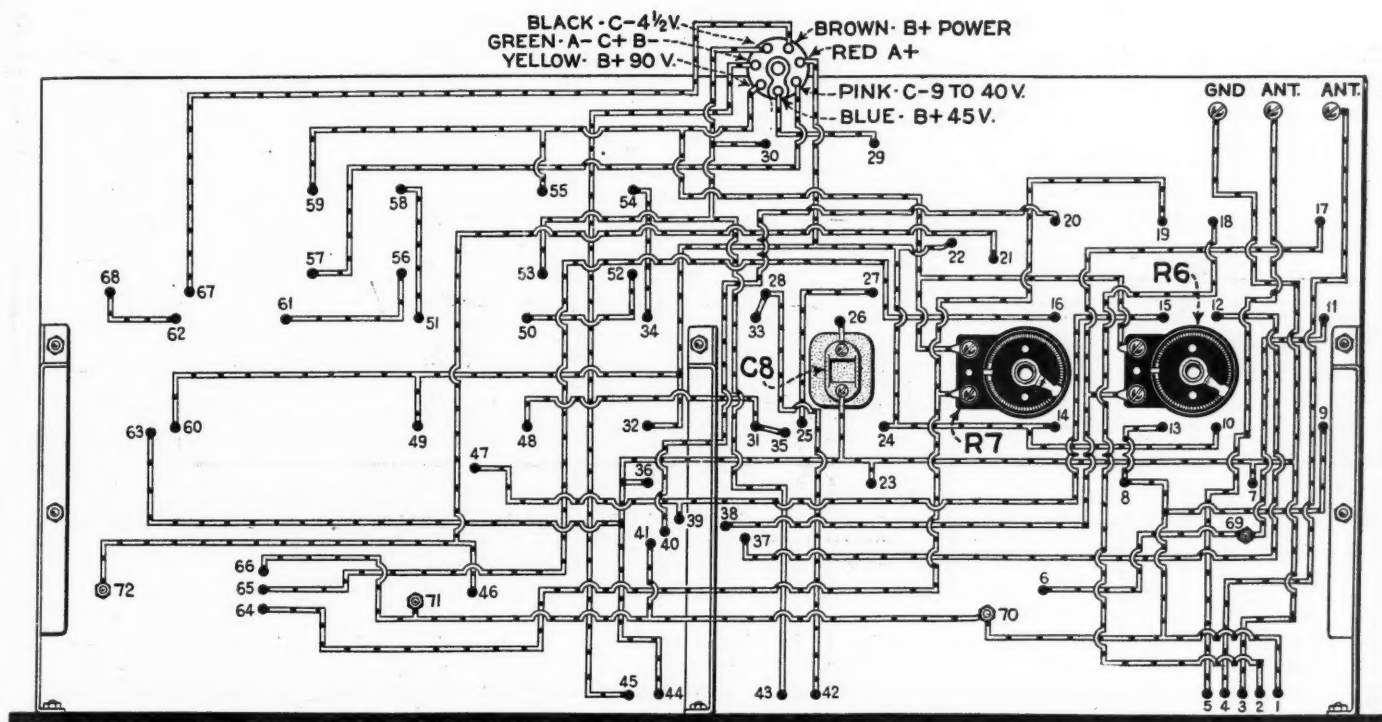 BLACK · C-4½V.
BROWN · B+ POWER
GREEN · A- C+ B-
RED A+
YELLOW · B+ 90 V.
PINK · C-9 TO 40 V.
GND ANT. ANT.
BLUE · B+ 45 V.
30 29
59 58 55 54
20 19 18 17
57 56 53 52 22 21
68 67 28 27 R6
62 61 51 50 34 33 26 16 15 12 11
C8
63 60 49 48 32 31 35 25 24 14 13 10 9
R7
47 36 23 8 7
41 40 39 38 37 69
66 65 64 72 71 46 6 70
45 44 43 42 5 4 3 2 1